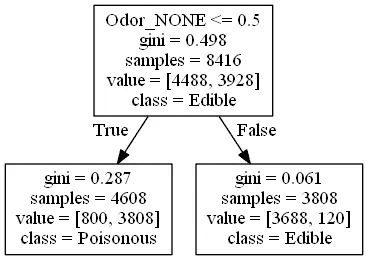 Odor_NONE <= 0.5
gini = 0.498
samples = 8416
value = [4488, 3928]
class = Edible
True
False
gini = 0.287
samples = 4608
value = [800, 3808]
class = Poisonous
gini = 0.061
samples = 3808
value = [3688, 120]
class = Edible